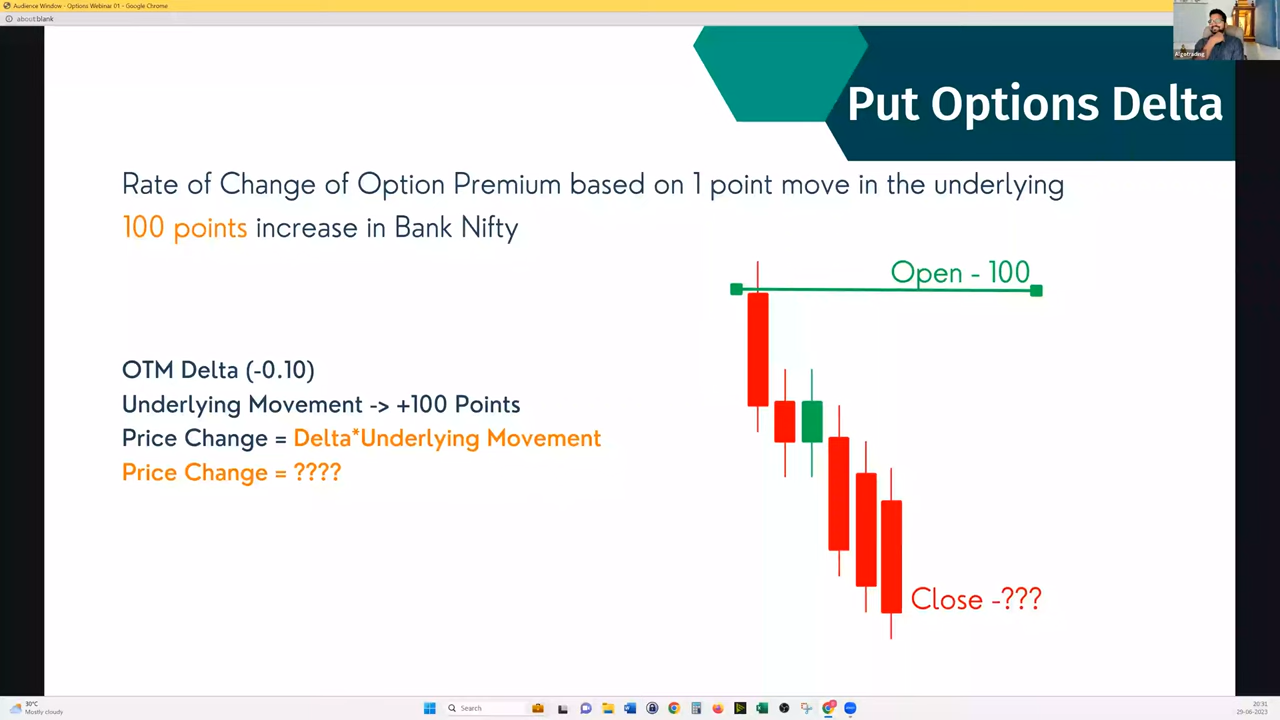 Audience Window - Options Webinar 01 - Google Chrome
about:blank
Algotrading
Put Options Delta
Rate of Change of Option Premium based on 1 point move in the underlying
100 points increase in Bank Nifty
Open - 100
OTM Delta (-0.10)
Underlying Movement -> +100 Points
Price Change = Delta*Underlying Movement
Price Change = ????
Close -???
30°C
Mostly cloudy
Search
20:31
29-06-2023